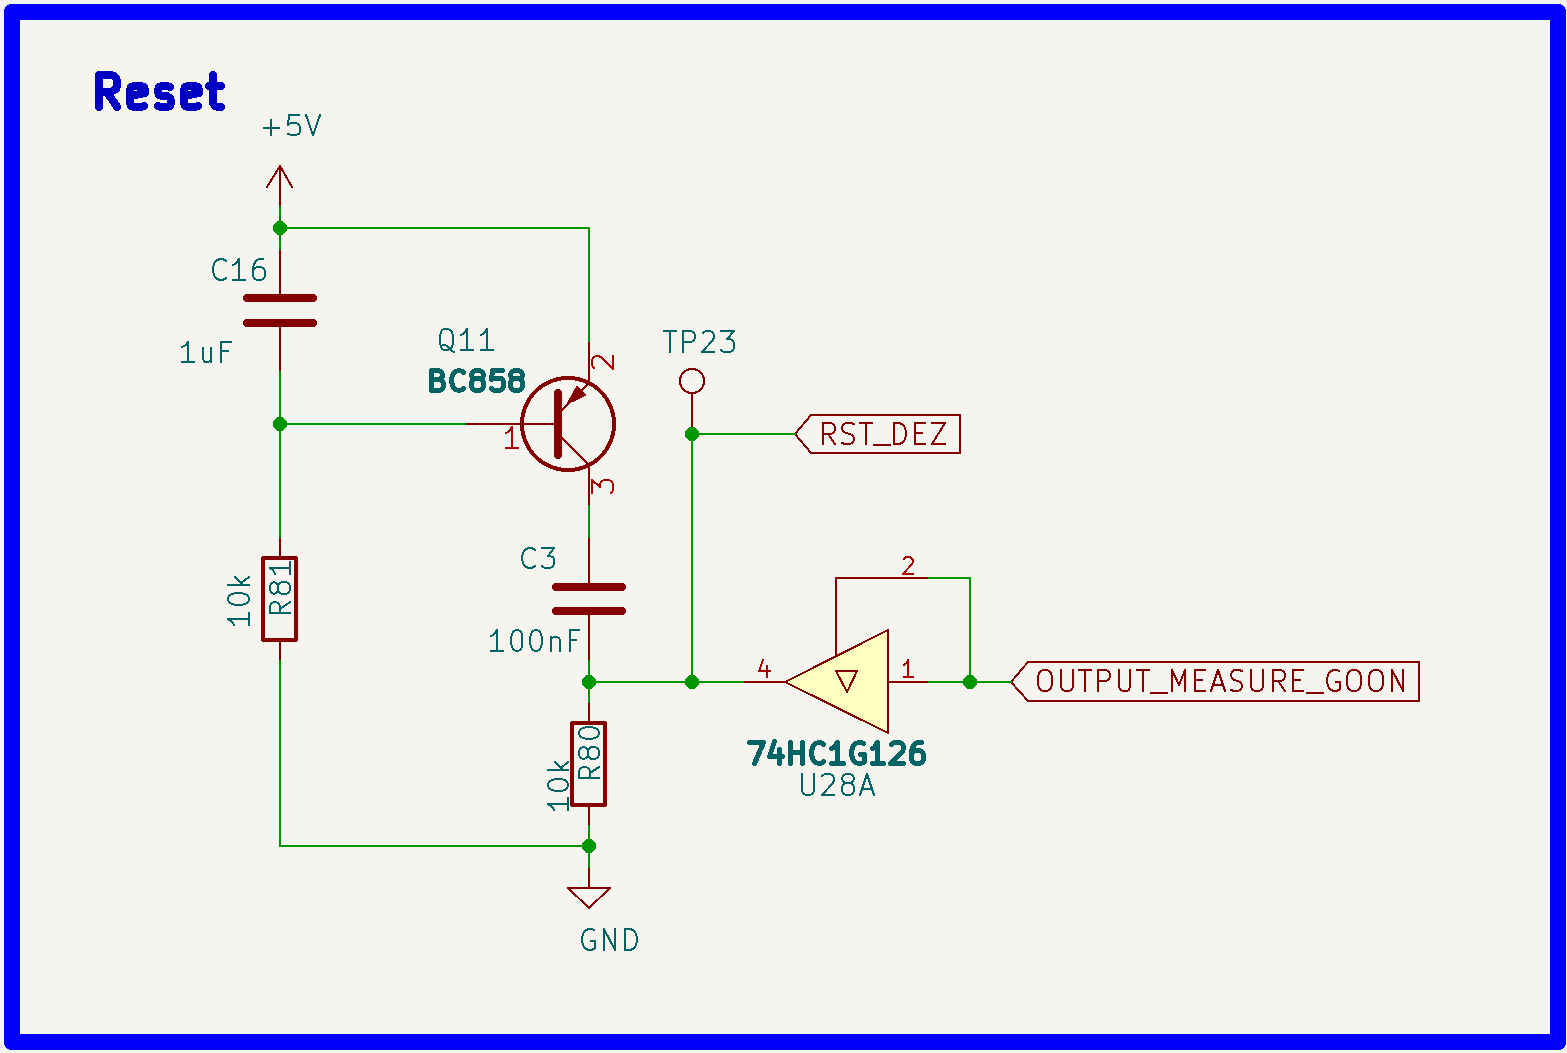 Reset
+5V
C16
1uF
Q11
BC858
2
1
3
TP23
RST_DEZ
C3
100nF
10k
R81
2
4
1
OUTPUT_MEASURE_GOON
74HC1G126
U28A
10k
R80
GND